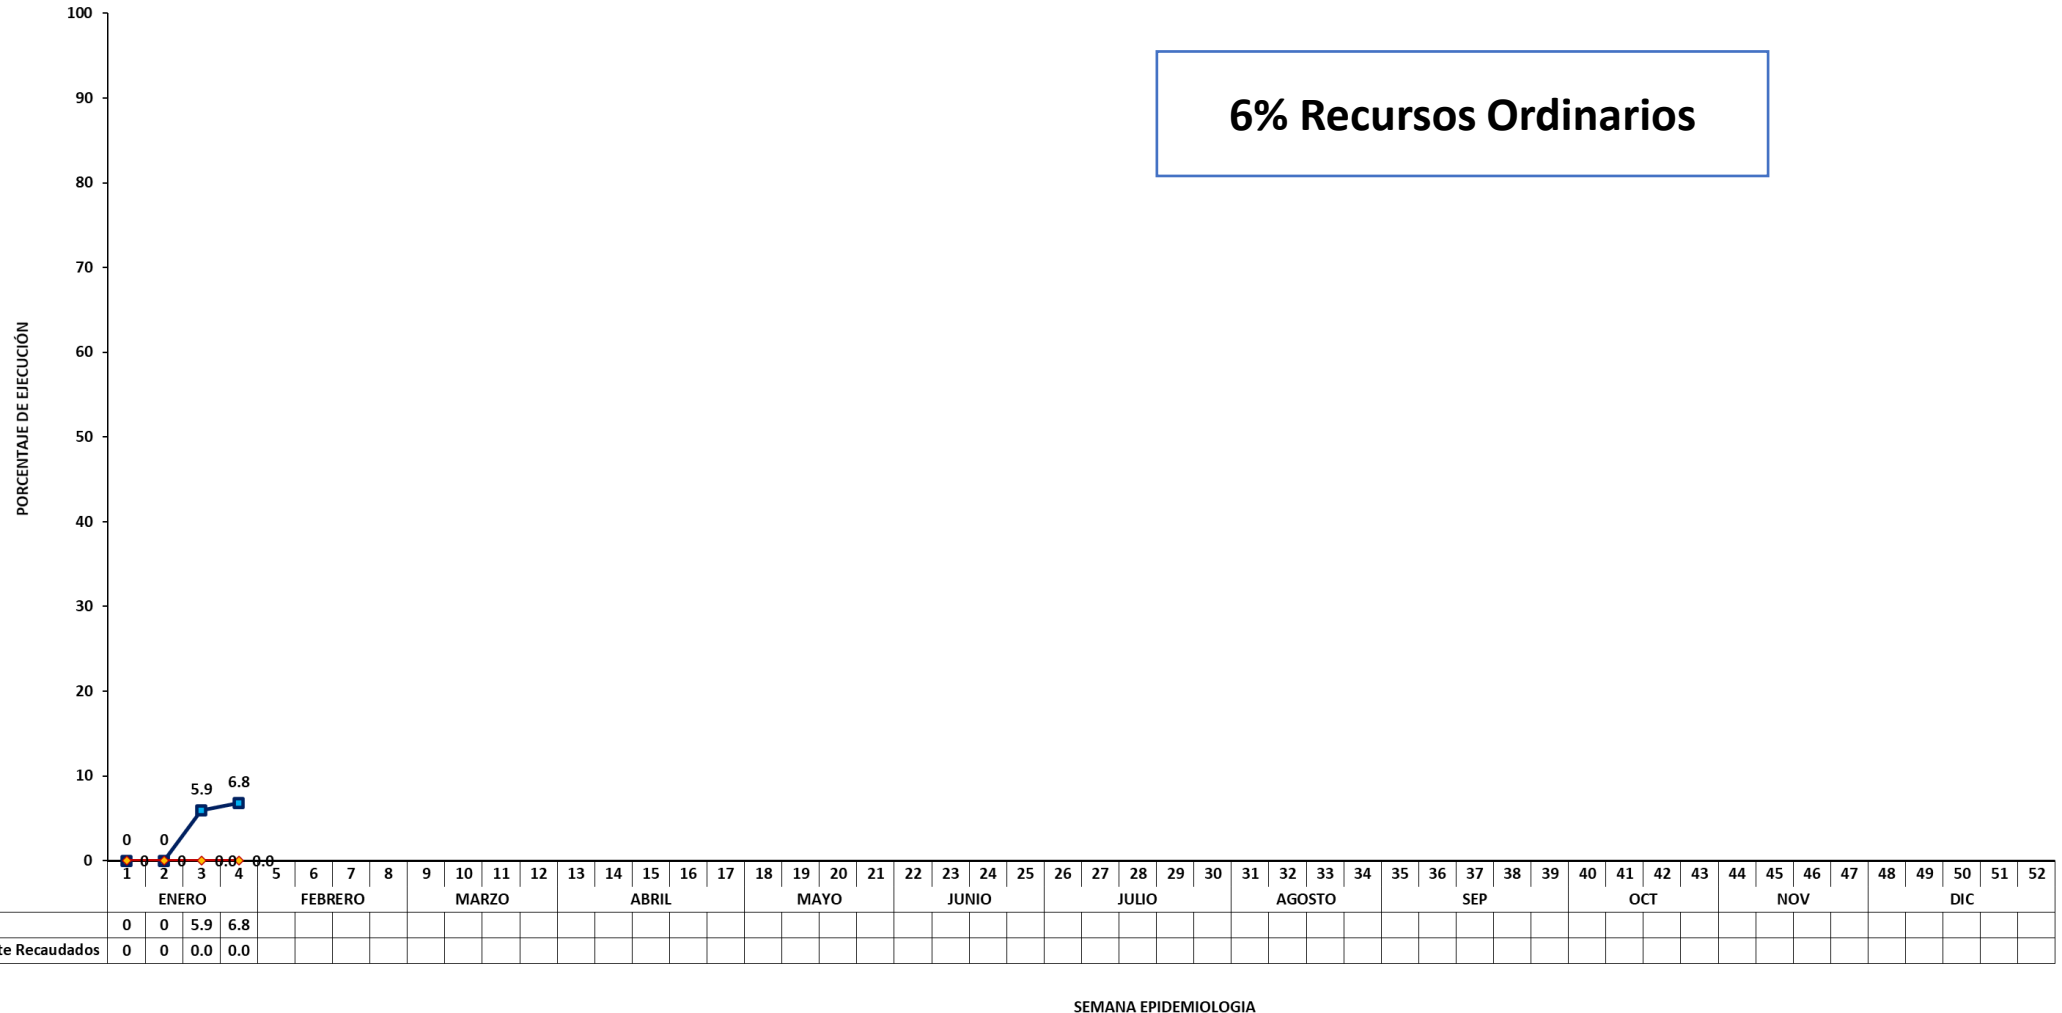 100
6% Recursos Ordinarios
90
80
70
60
50
40
30
20
10
0
PORCENTAJE DE EJECUCIÓN
0 0 5.9 6.8
0 0 0.0 0.0
1 2 3 4 5 6 7 8 9 10 11 12 13 14 15 16 17 18 19 20 21 22 23 24 25 26 27 28 29 30 31 32 33 34 35 36 37 38 39 40 41 42 43 44 45 46 47 48 49 50 51 52
ENERO FEBRERO MARZO ABRIL MAYO JUNIO JULIO AGOSTO SEP OCT NOV DIC
0 0 5.9 6.8
te Recaudados 0 0 0.0 0.0
SEMANA EPIDEMIOLOGIA